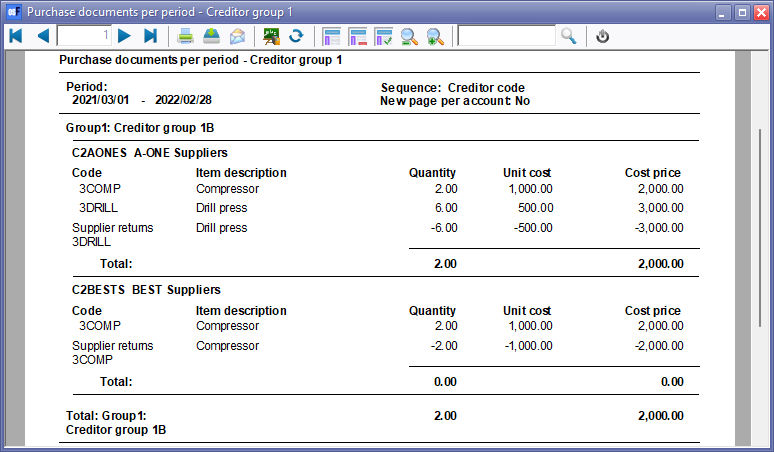 Purchase documents per period - Creditor group 1
1
Purchase documents per period - Creditor group 1
Period:
2021/03/01 - 2022/02/28
Sequence: Creditor code
New page per account: No
Group1: Creditor group 1B
C2AONES A-ONE Suppliers
Code Item description Quantity Unit cost Cost price
3COMP Compressor 2.00 1,000.00 2,000.00
3DRILL Drill press 6.00 500.00 3,000.00
Supplier returns Drill press -6.00 -500.00 -3,000.00
3DRILL
Total: 2.00 2,000.00
C2BESTS BEST Suppliers
Code Item description Quantity Unit cost Cost price
3COMP Compressor 2.00 1,000.00 2,000.00
Supplier returns Compressor -2.00 -1,000.00 -2,000.00
3COMP
Total: 0.00 0.00
Total: Group1: 2.00 2,000.00
Creditor group 1B